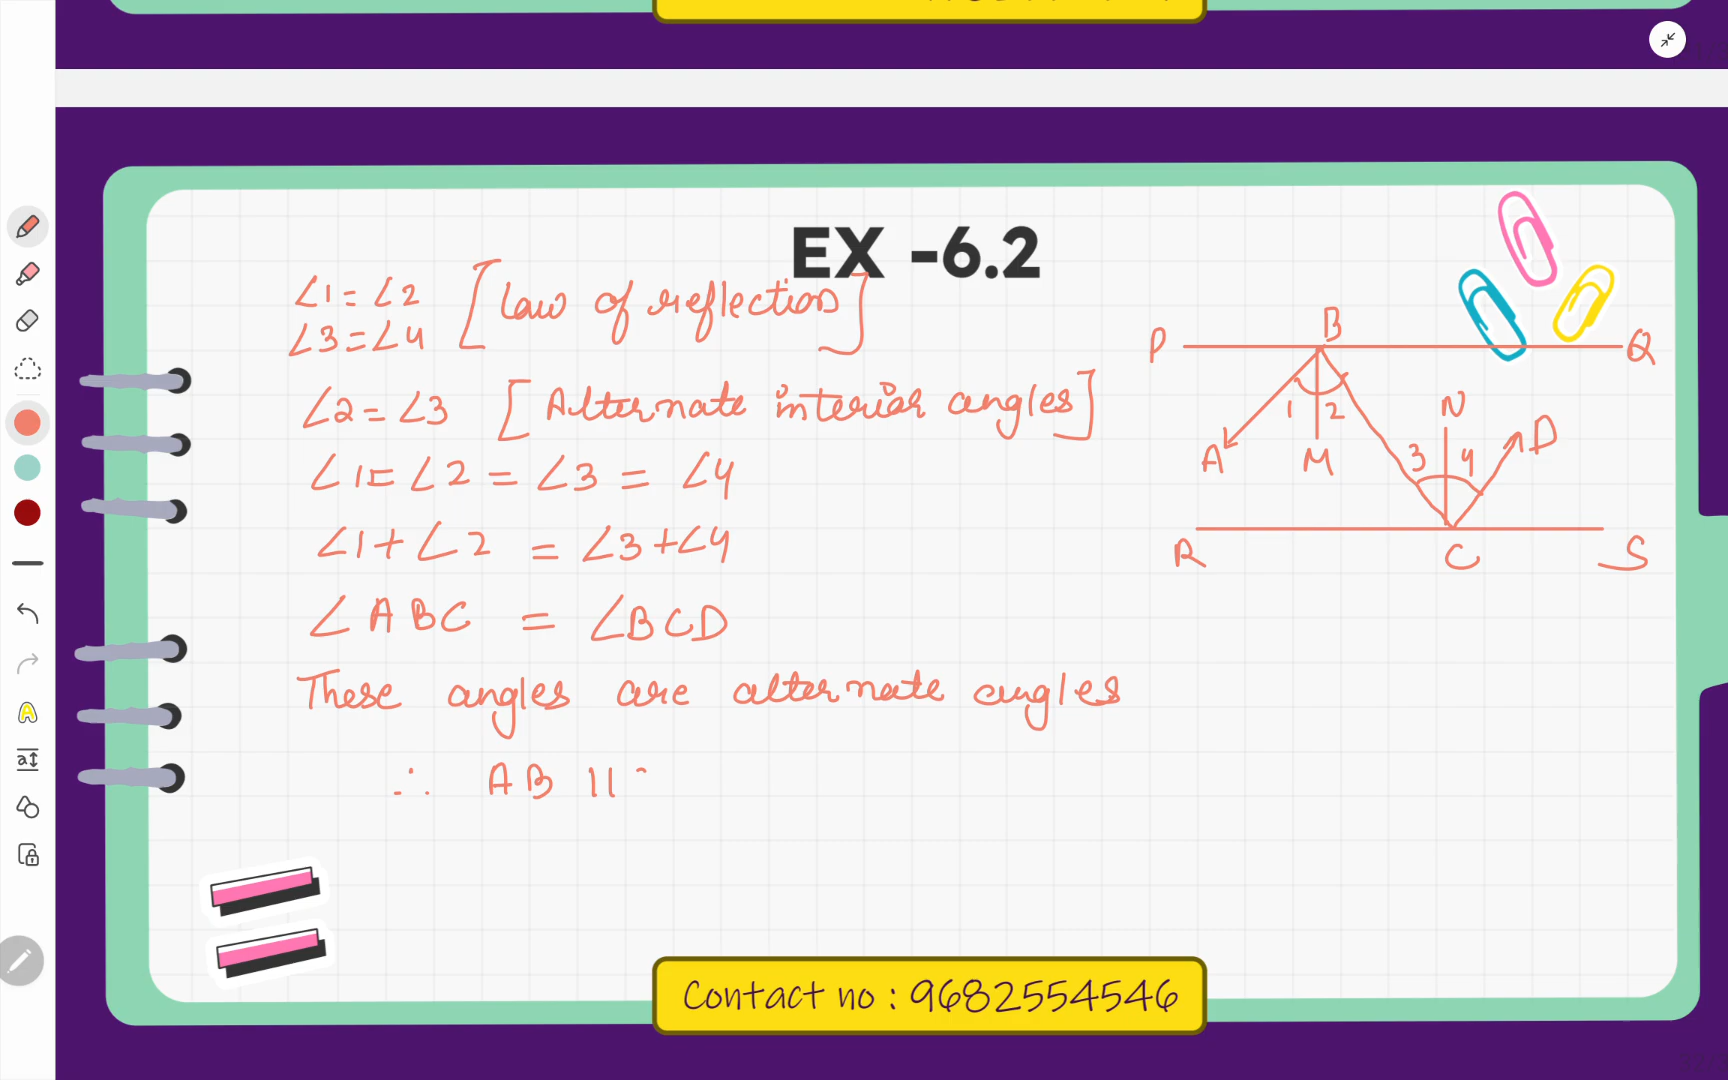 EX -6.2
∠1 = ∠2 [Law of reflection]
∠3 = ∠4
∠2 = ∠3 [Alternate interior angles]
∠1 = ∠2 = ∠3 = ∠4
∠1 + ∠2 = ∠3 + ∠4
∠ABC = ∠BCD
These angles are alternate angles
∴ AB ||
P B Q
1 2 N D
A M 3 4
R C S
Contact no : 9682554546